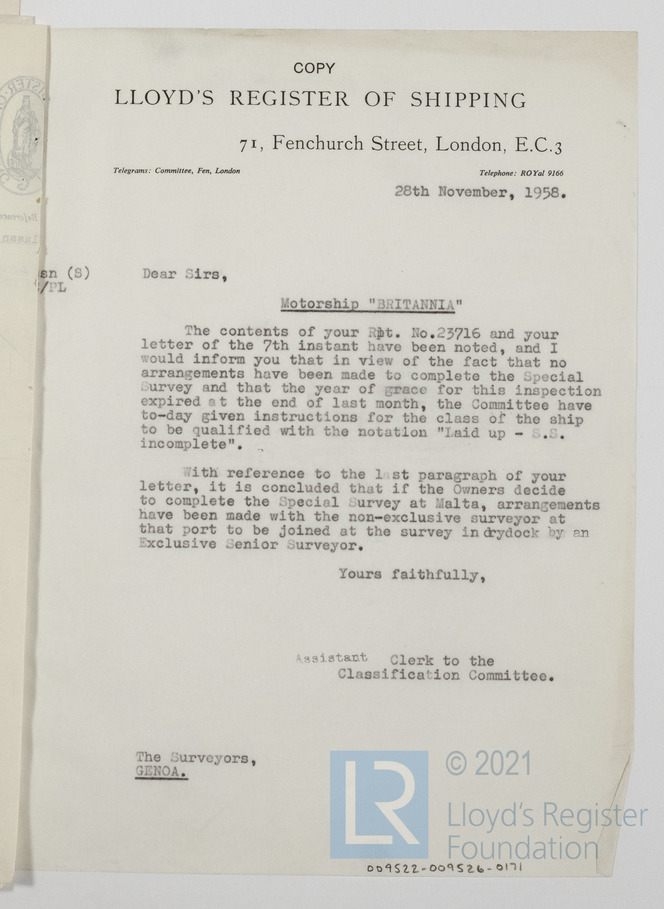 COPY
LLOYD'S REGISTER OF SHIPPING
71, Fenchurch Street, London, E.C.3
Telegrams: Committee, Fen, London
Telephone: ROYal 9166
28th November, 1958.
sn (S)
/PL
Dear Sirs,
Motorship "BRITANNIA"
The contents of your Rpt. No.23716 and your
letter of the 7th instant have been noted, and I
would inform you that in view of the fact that no
arrangements have been made to complete the Special
Survey and that the year of grace for this inspection
expired at the end of last month, the Committee have
to-day given instructions for the class of the ship
to be qualified with the notation "Laid up - S.S.
incomplete".
With reference to the last paragraph of your
letter, it is concluded that if the Owners decide
to complete the Special Survey at Malta, arrangements
have been made with the non-exclusive surveyor at
that port to be joined at the survey in drydock by an
Exclusive Senior Surveyor.
Yours faithfully,
Assistant Clerk to the
Classification Committee.
The Surveyors,
GENOA.
LR
© 2021
Lloyd's Register
Foundation
009522-009526-0171